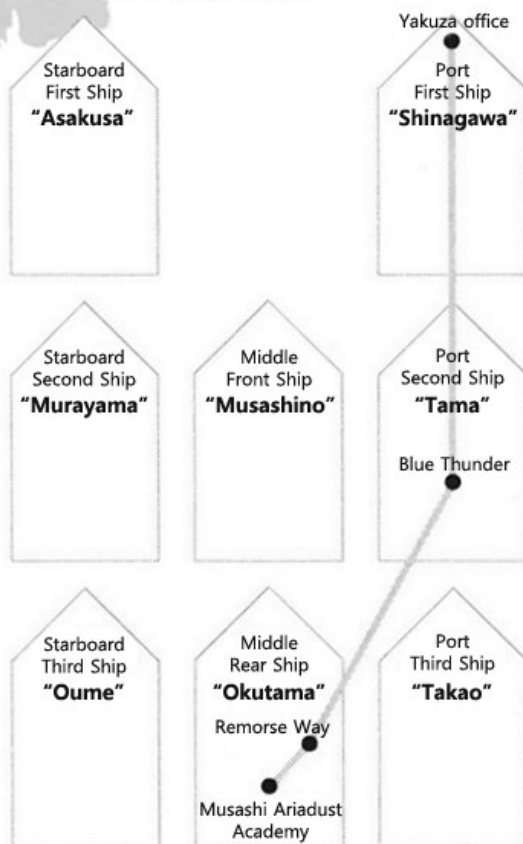 Yakuza office
Starboard
First Ship
"Asakusa"
Port
First Ship
"Shinagawa"
Starboard
Second Ship
"Murayama"
Middle
Front Ship
"Musashino"
Port
Second Ship
"Tama"
Blue Thunder
Starboard
Third Ship
"Oume"
Middle
Rear Ship
"Okutama"
Port
Third Ship
"Takao"
Remorse Way
Musashi Ariadust
Academy